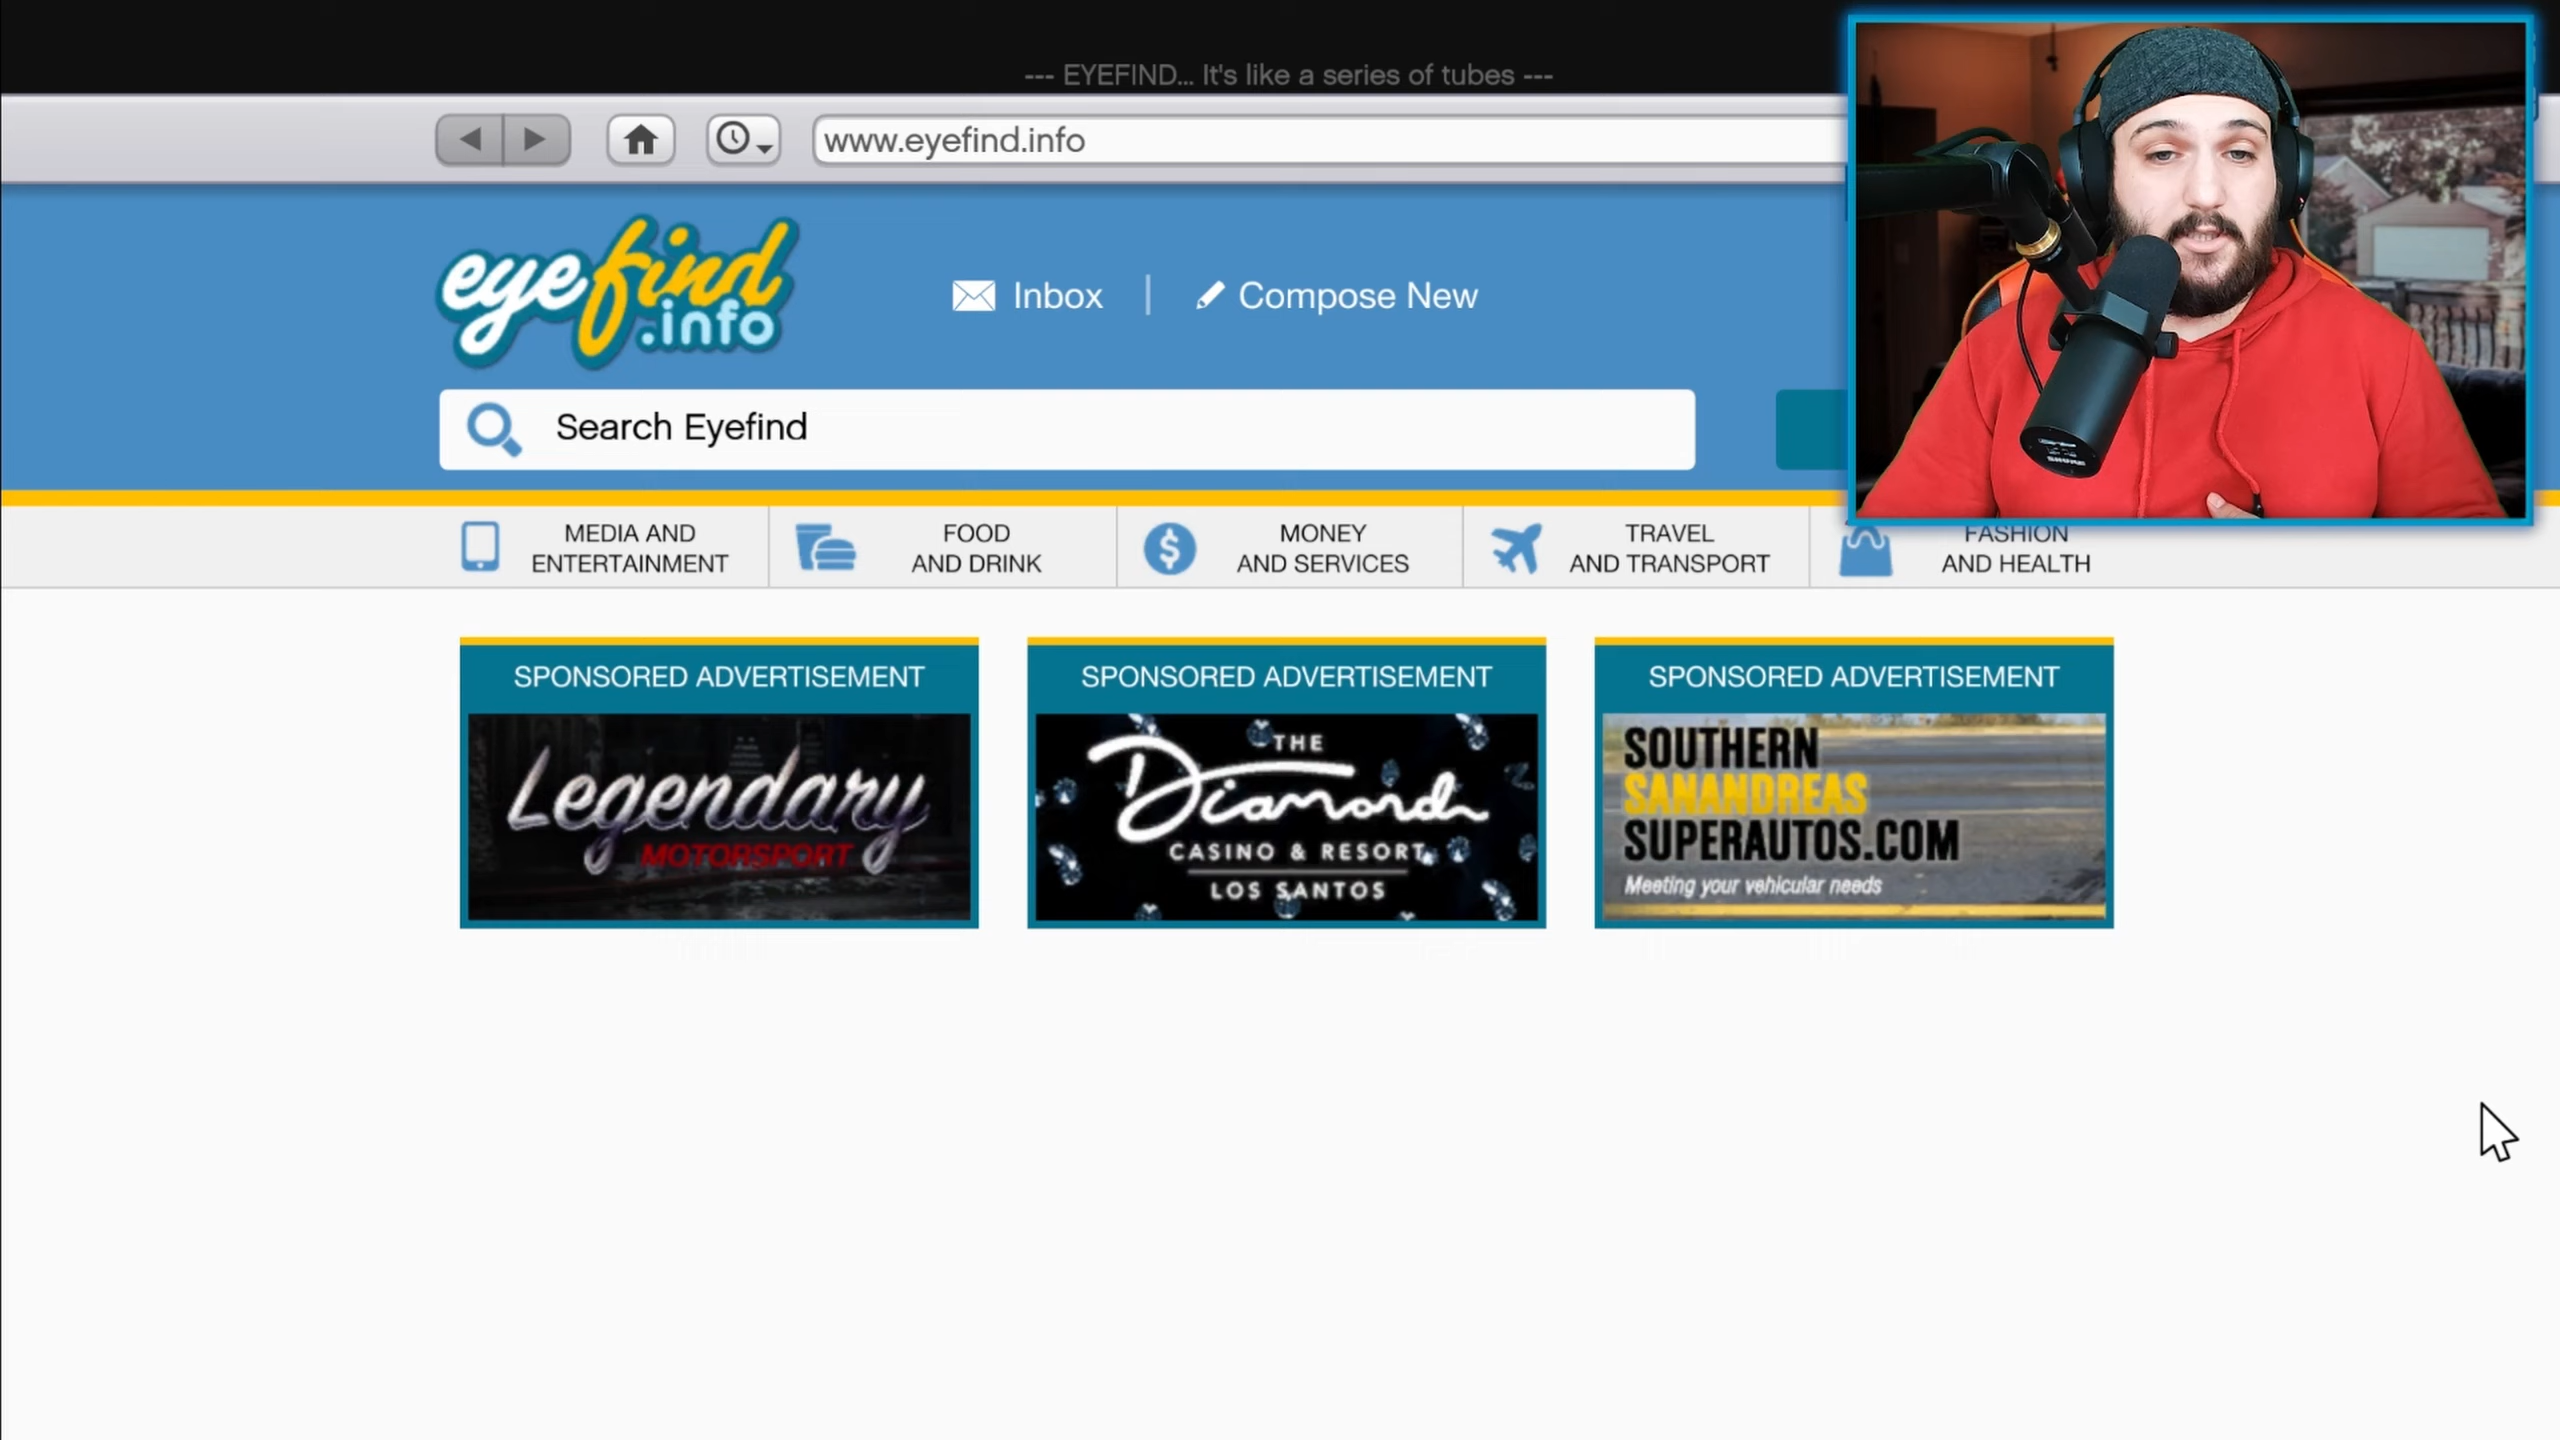 --- EYEFIND... It's like a series of tubes ---
www.eyefind.info
eyefind
.info
Inbox | Compose New
Search Eyefind
MEDIA AND
ENTERTAINMENT
FOOD
AND DRINK
MONEY
AND SERVICES
TRAVEL
AND TRANSPORT
FASHION
AND HEALTH
SPONSORED ADVERTISEMENT
Legendary
MOTORSPORT
SPONSORED ADVERTISEMENT
THE
Diamond
CASINO & RESORT
LOS SANTOS
SPONSORED ADVERTISEMENT
SOUTHERN
SANANDREAS
SUPERAUTOS.COM
Meeting your vehicular needs